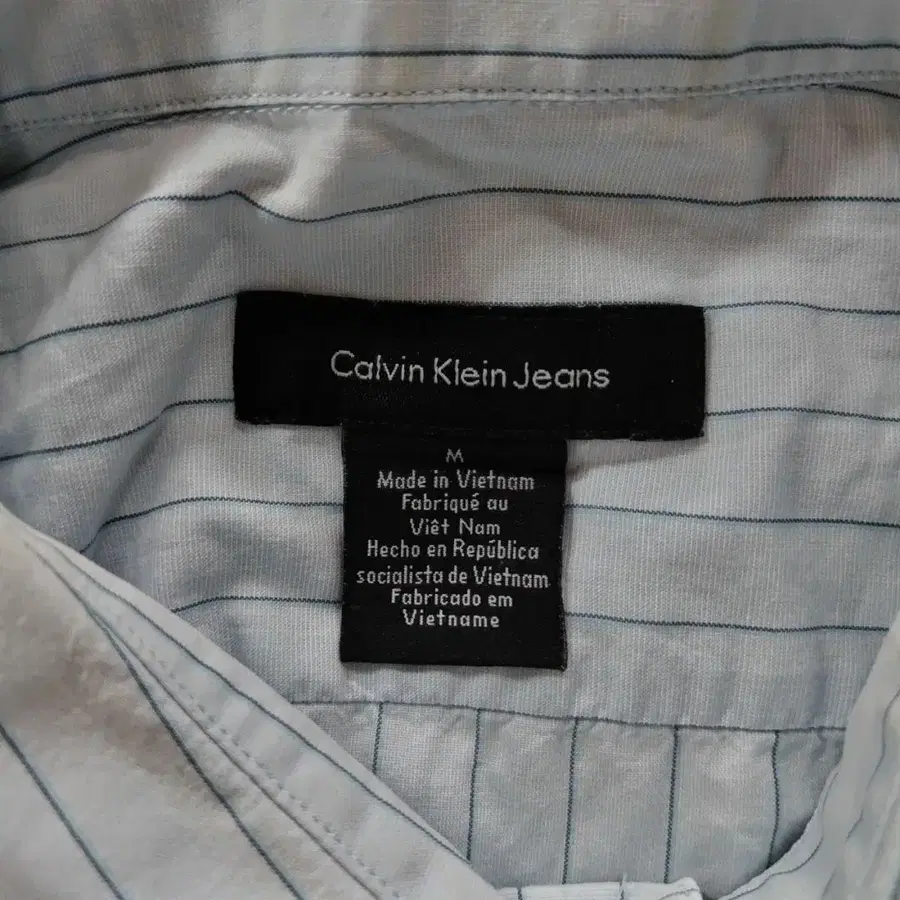 Calvin Klein Jeans
M
Made in Vietnam
Fabriqué au
Viêt Nam
Hecho en República
socialista de Vietnam
Fabricado em
Vietname